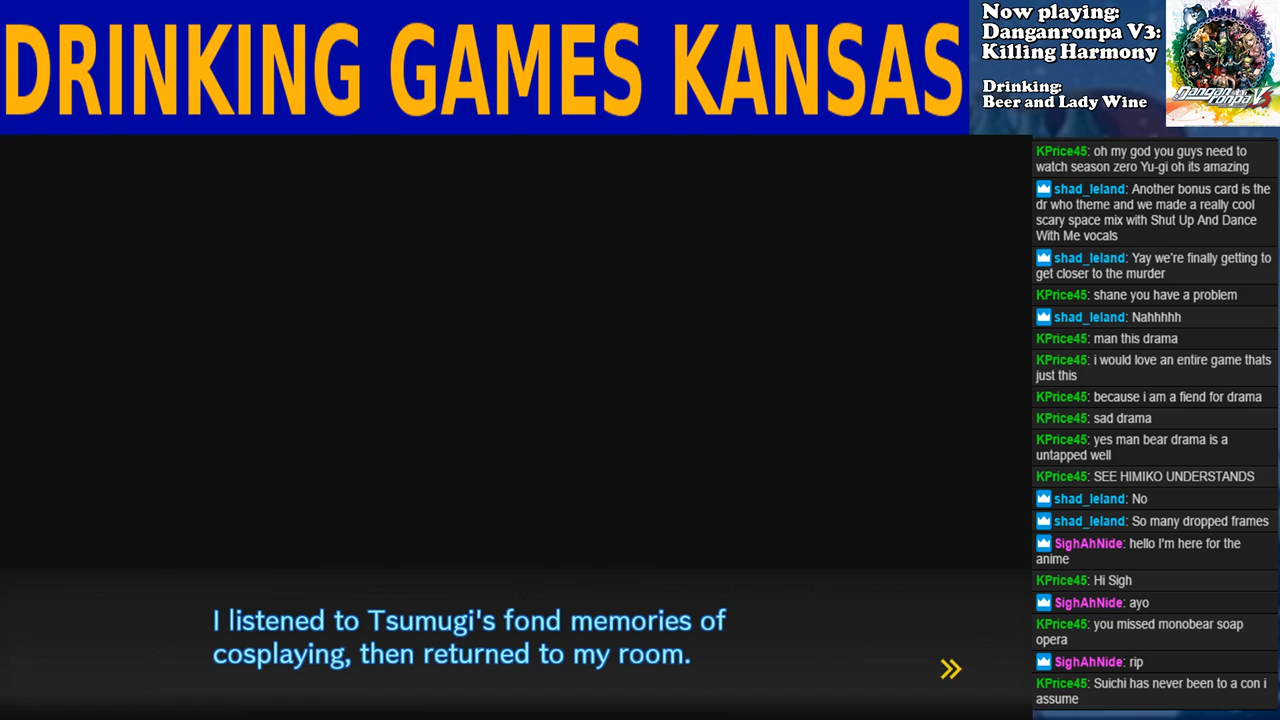 DRINKING GAMES KANSAS
Now playing:
Danganronpa V3:
Killing Harmony
Drinking:
Beer and Lady Wine
KPrice45: oh my god you guys need to
watch season zero Yu-gi oh its amazing
shad_leland: Another bonus card is the
dr who theme and we made a really cool
scary space mix with Shut Up And Dance
With Me vocals
shad_leland: Yay we're finally getting to
get closer to the murder
KPrice45: shane you have a problem
shad_leland: Nahhhhh
KPrice45: man this drama
KPrice45: i would love an entire game thats
just this
KPrice45: because i am a fiend for drama
KPrice45: sad drama
KPrice45: yes man bear drama is a
untapped well
KPrice45: SEE HIMIKO UNDERSTANDS
shad_leland: No
shad_leland: So many dropped frames
SighAhNide: hello I'm here for the
anime
KPrice45: Hi Sigh
SighAhNide: ayo
KPrice45: you missed monobear soap
opera
SighAhNide: rip
KPrice45: Suichi has never been to a con i
assume
I listened to Tsumugi's fond memories of
cosplaying, then returned to my room.